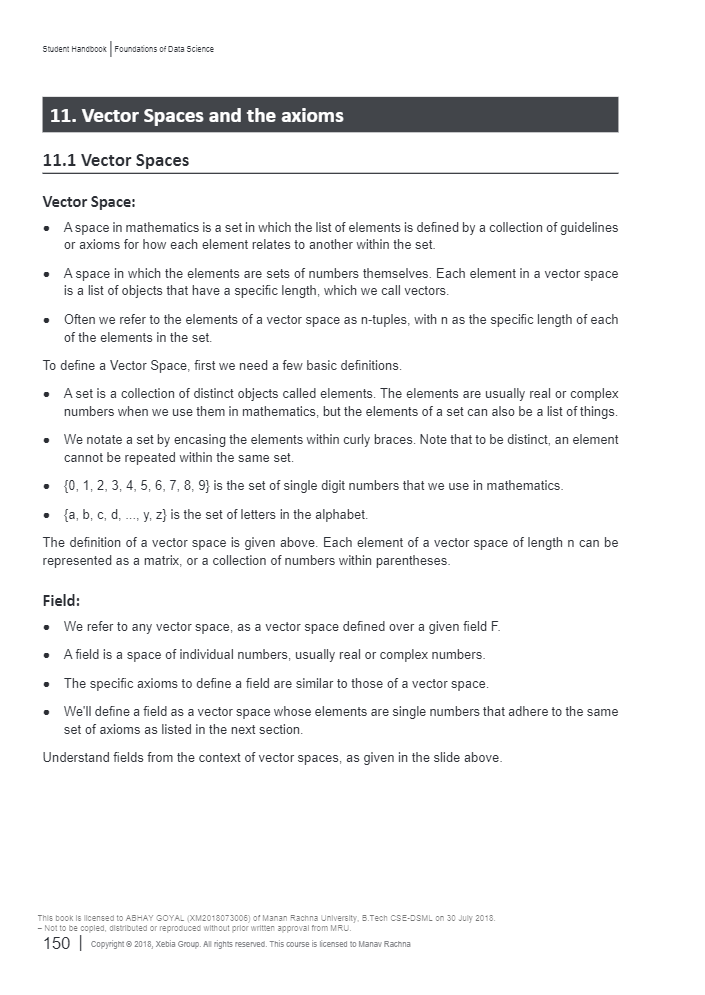 Student Handbook | Foundations of Data Science
11. Vector Spaces and the axioms
11.1 Vector Spaces
Vector Space:
● A space in mathematics is a set in which the list of elements is defined by a collection of guidelines
or axioms for how each element relates to another within the set.
● A space in which the elements are sets of numbers themselves. Each element in a vector space
is a list of objects that have a specific length, which we call vectors.
● Often we refer to the elements of a vector space as n-tuples, with n as the specific length of each
of the elements in the set.
To define a Vector Space, first we need a few basic definitions.
● A set is a collection of distinct objects called elements. The elements are usually real or complex
numbers when we use them in mathematics, but the elements of a set can also be a list of things.
● We notate a set by encasing the elements within curly braces. Note that to be distinct, an element
cannot be repeated within the same set.
● {0, 1, 2, 3, 4, 5, 6, 7, 8, 9} is the set of single digit numbers that we use in mathematics.
● {a, b, c, d, ..., y, z} is the set of letters in the alphabet.
The definition of a vector space is given above. Each element of a vector space of length n can be
represented as a matrix, or a collection of numbers within parentheses.
Field:
● We refer to any vector space, as a vector space defined over a given field F.
● A field is a space of individual numbers, usually real or complex numbers.
● The specific axioms to define a field are similar to those of a vector space.
● We'll define a field as a vector space whose elements are single numbers that adhere to the same
set of axioms as listed in the next section.
Understand fields from the context of vector spaces, as given in the slide above.
This book is licensed to ABHAY GOYAL (XM2018073006) of Manan Rachna University, B.Tech CSE-DSML on 30 July 2018.
– Not to be copied, distributed or reproduced without prior written approval from MRU.
150 | Copyright © 2018, Xebia Group. All rights reserved. This course is licensed to Manav Rachna